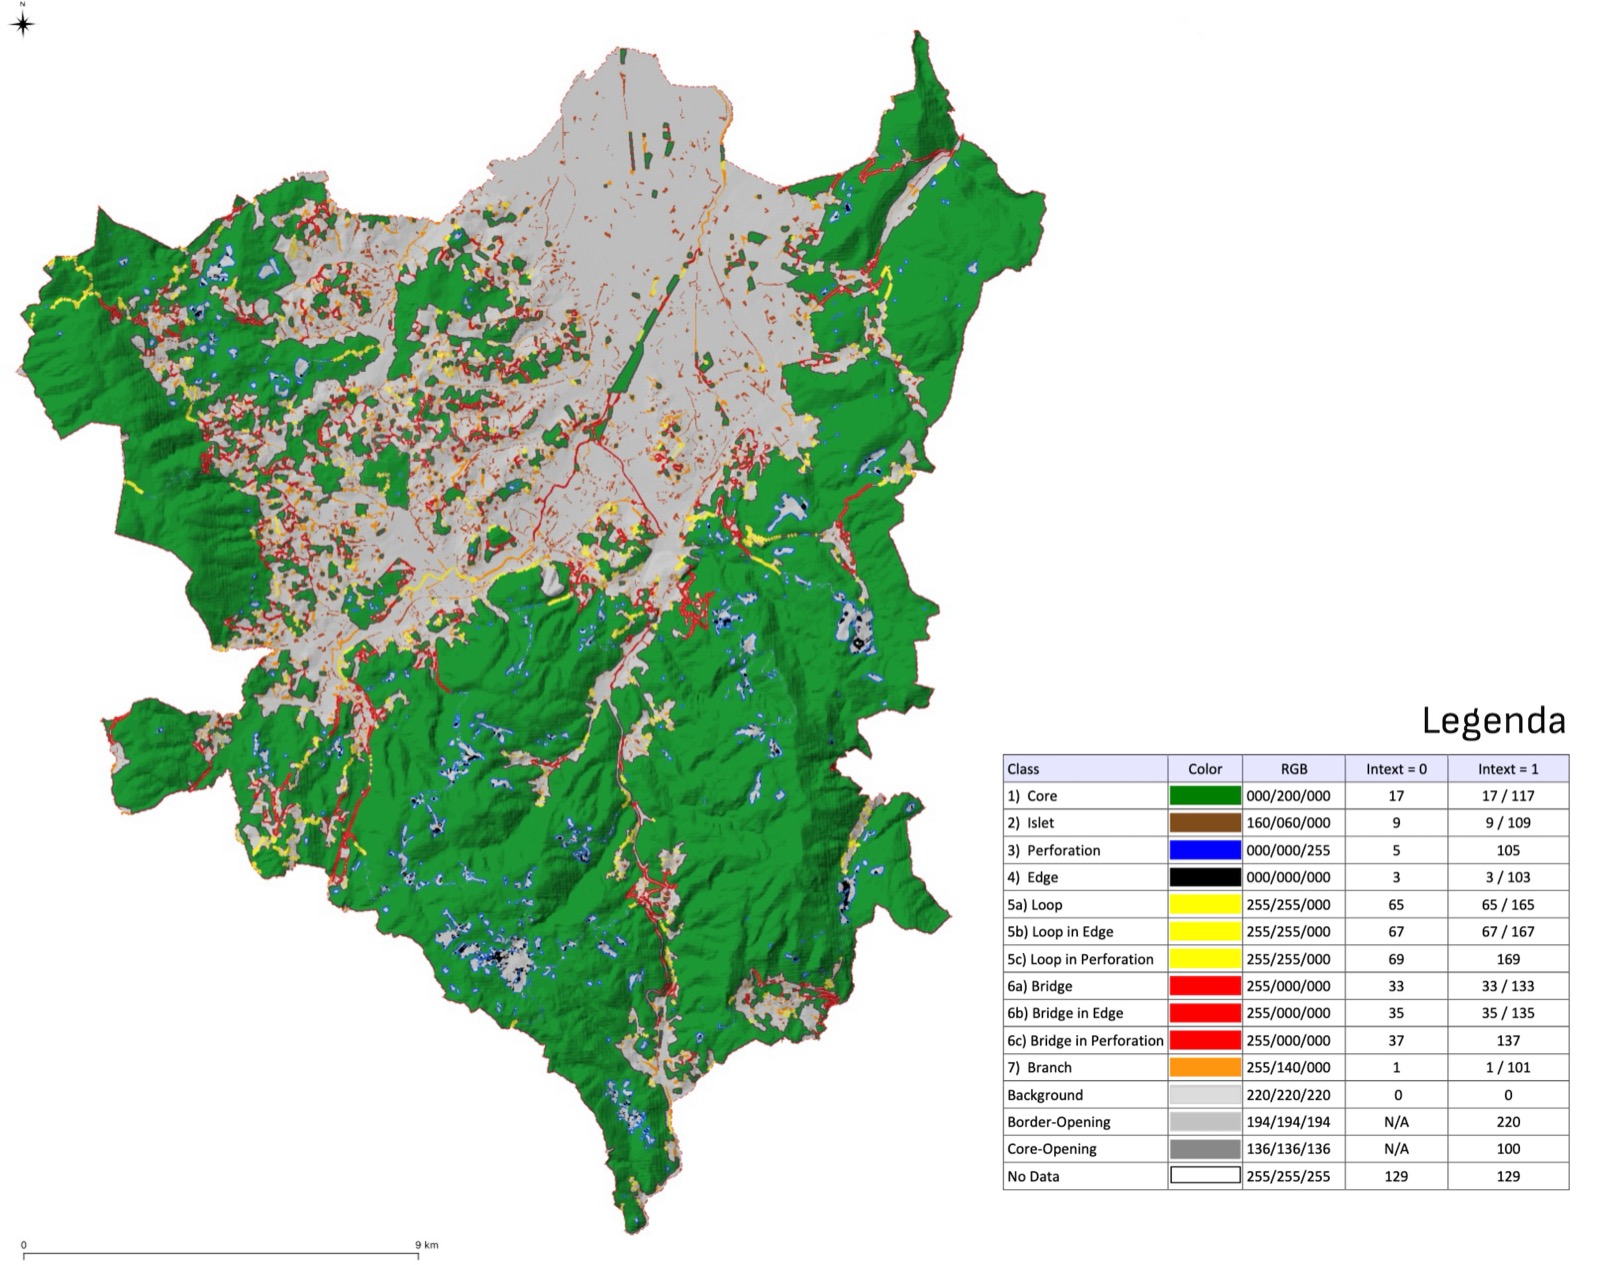 N
Legenda
Class Color RGB Intext = 0 Intext = 1
1) Core 000/200/000 17 17 / 117
2) Islet 160/060/000 9 9 / 109
3) Perforation 000/000/255 5 105
4) Edge 000/000/000 3 3 / 103
5a) Loop 255/255/000 65 65 / 165
5b) Loop in Edge 255/255/000 67 67 / 167
5c) Loop in Perforation 255/255/000 69 169
6a) Bridge 255/000/000 33 33 / 133
6b) Bridge in Edge 255/000/000 35 35 / 135
6c) Bridge in Perforation 255/000/000 37 137
7) Branch 255/140/000 1 1 / 101
Background 220/220/220 0 0
Border-Opening 194/194/194 N/A 220
Core-Opening 136/136/136 N/A 100
No Data 255/255/255 129 129
0 9 km